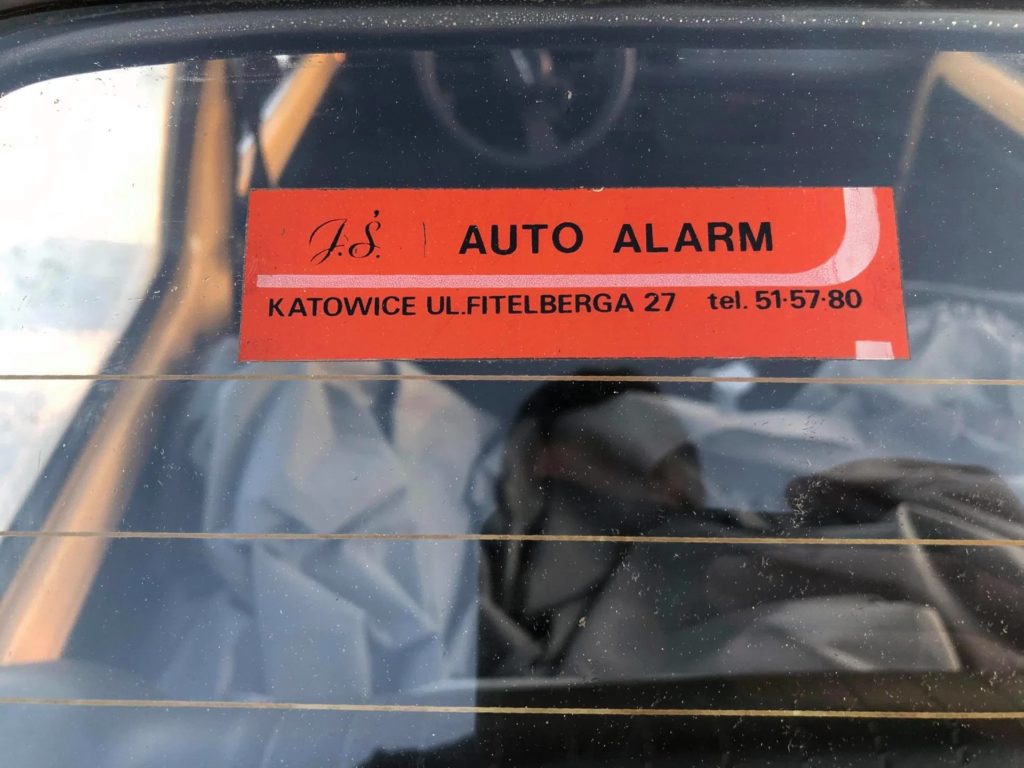 J.Ś. AUTO ALARM
KATOWICE UL.FITELBERGA 27 tel. 51·57·80